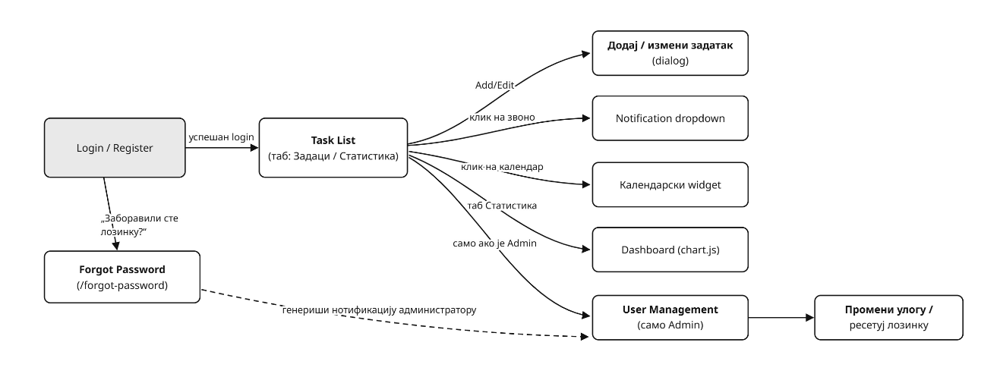 Додај / измени задатак
(dialog)
Add/Edit
клик на звоно
Notification dropdown
успешан login
Login / Register
Task List
(таб: Задаци / Статистика)
клик на календар
Календарски widget
таб Статистика
„Заборавили сте
лозинку?“
само ако је Admin
Dashboard (chart.js)
Forgot Password
(/forgot-password)
генериши нотификацију администратору
User Management
(само Admin)
Промени улогу /
ресетуј лозинку